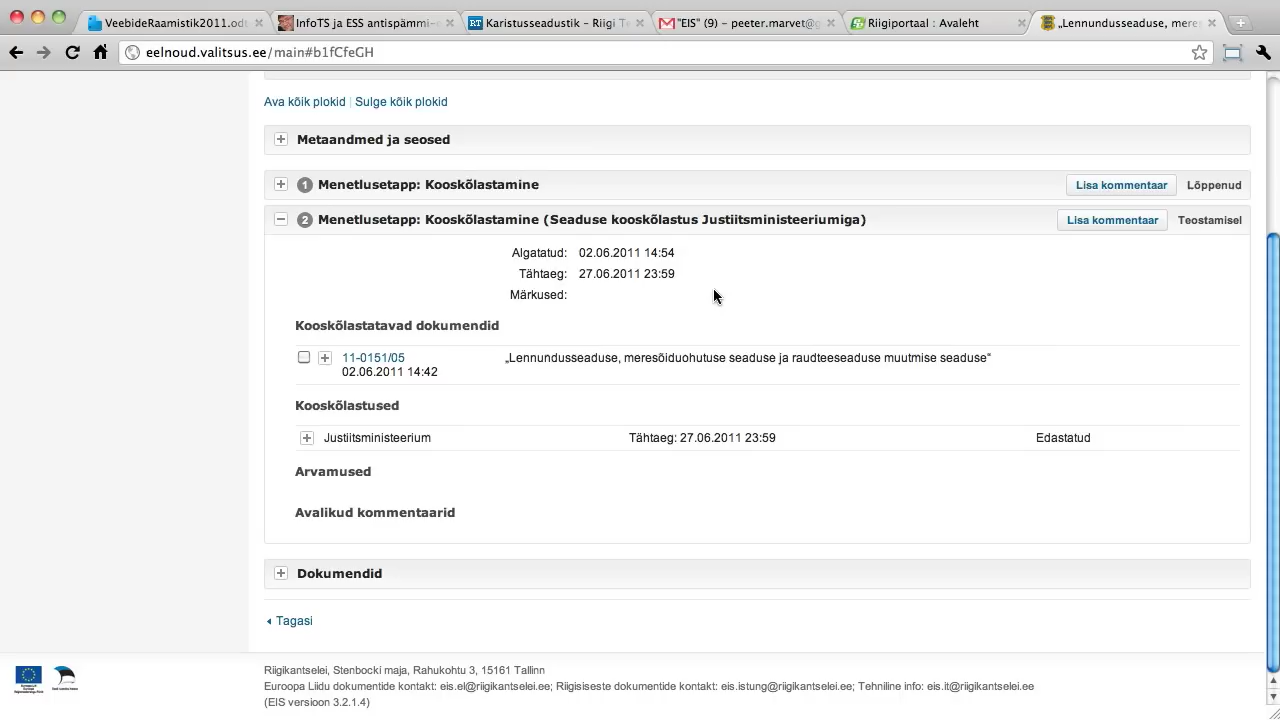 VeebideRaamistik2011.odt
InfoTS ja ESS antispämmi-
Karistusseadustik – Riigi T
"EIS" (9) – peeter.marvet@g
Riigiportaal : Avaleht
„Lennundusseaduse, mere
eelnoud.valitsus.ee/main#b1fCfeGH
Ava kõik plokid | Sulge kõik plokid
Metaandmed ja seosed
1 Menetlusetapp: Kooskõlastamine Lisa kommentaar Lõppenud
2 Menetlusetapp: Kooskõlastamine (Seaduse kooskõlastus Justiitsministeeriumiga) Lisa kommentaar Teostamisel
Algatatud: 02.06.2011 14:54
Tähtaeg: 27.06.2011 23:59
Märkused:
Kooskõlastatavad dokumendid
11-0151/05 „Lennundusseaduse, meresõiduohutuse seaduse ja raudteeseaduse muutmise seaduse“
02.06.2011 14:42
Kooskõlastused
Justiitsministeerium Tähtaeg: 27.06.2011 23:59 Edastatud
Arvamused
Avalikud kommentaarid
Dokumendid
Tagasi
Riigikantselei, Stenbocki maja, Rahukohtu 3, 15161 Tallinn
Euroopa Liidu dokumentide kontakt: eis.el@riigikantselei.ee; Riigisiseste dokumentide kontakt: eis.istung@riigikantselei.ee; Tehniline info: eis.it@riigikantselei.ee
(EIS versioon 3.2.1.4)